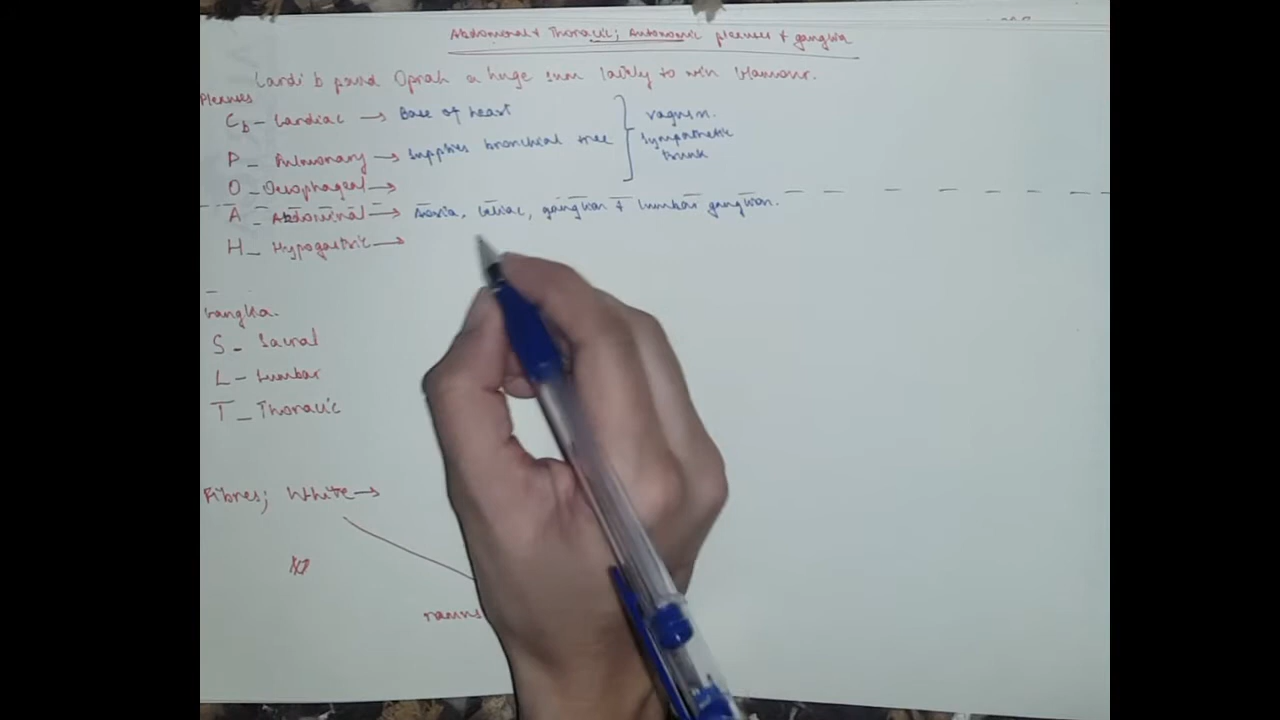 Abdominal & Thoracic; Autonomic plexuses & ganglia
Cardi b paid Oprah a huge sum lately to win Glamour.
Plexuses
Cb - Cardiac → Base of heart
P - Pulmonary → supplies bronchial tree
vagus n.
sympathetic
trunk
O - Oesophageal →
A - Abdominal → Aorta, Celiac, ganglion & lumbar ganglion.
H - Hypogastric →
Ganglia.
S - Sacral
L - Lumbar
T - Thoracic
Fibres; White →
ramus